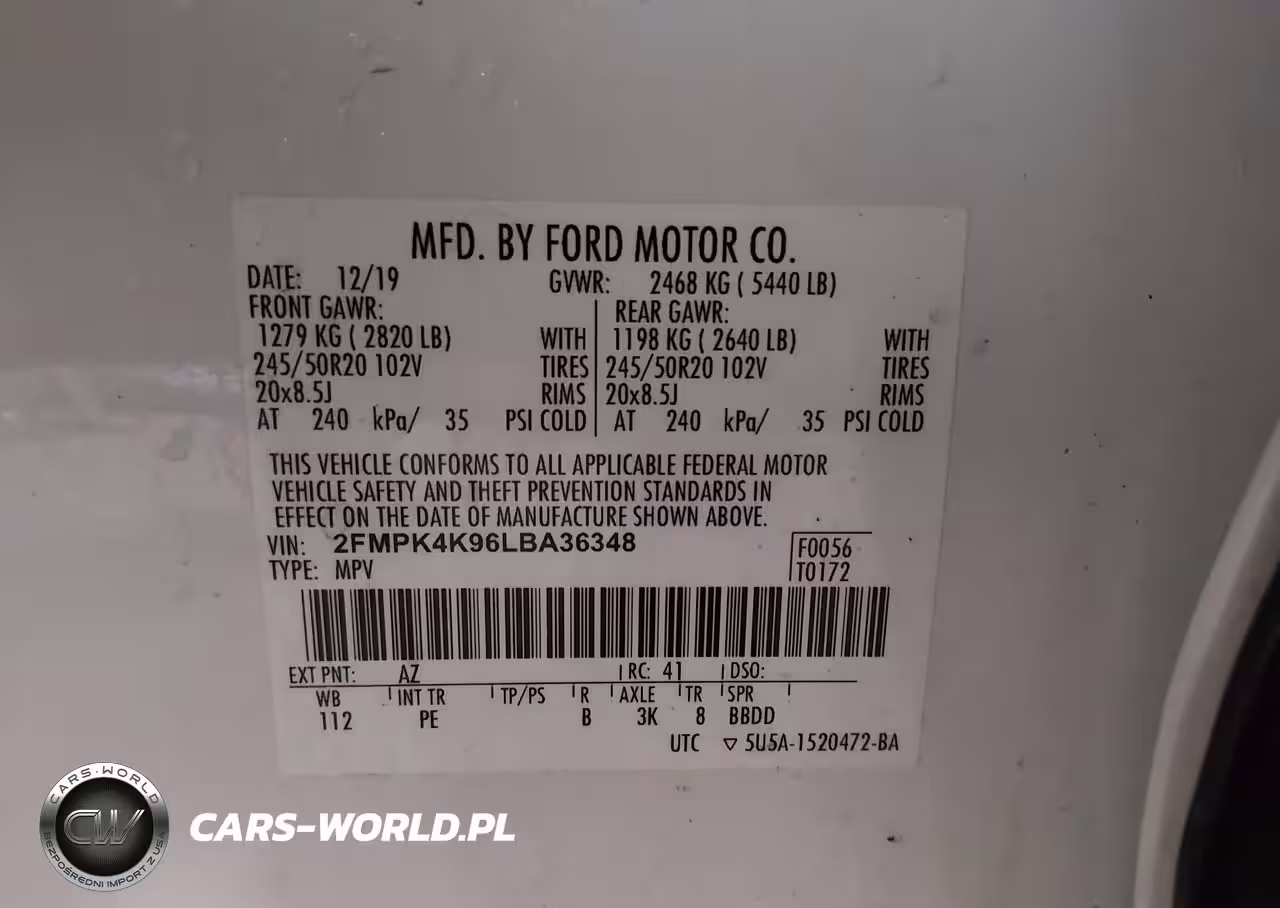 MFD. BY FORD MOTOR CO.
DATE: 12/19 GVWR: 2468 KG ( 5440 LB)
FRONT GAWR: REAR GAWR:
1279 KG ( 2820 LB) WITH 1198 KG ( 2640 LB) WITH
245/50R20 102V TIRES 245/50R20 102V TIRES
20x8.5J RIMS 20x8.5J RIMS
AT 240 kPa/ 35 PSI COLD AT 240 kPa/ 35 PSI COLD
THIS VEHICLE CONFORMS TO ALL APPLICABLE FEDERAL MOTOR
VEHICLE SAFETY AND THEFT PREVENTION STANDARDS IN
EFFECT ON THE DATE OF MANUFACTURE SHOWN ABOVE.
VIN: 2FMPK4K96LBA36348 F0056
TYPE: MPV T0172
EXT PNT: AZ RC: 41 DSO:
WB INT TR TP/PS R AXLE TR SPR
112 PE B 3K 8 BBDD
UTC ▽ 5U5A-1520472-BA
CARS-WORLD
CW
BEZPOŚREDNI IMPORT Z USA
CARS-WORLD.PL